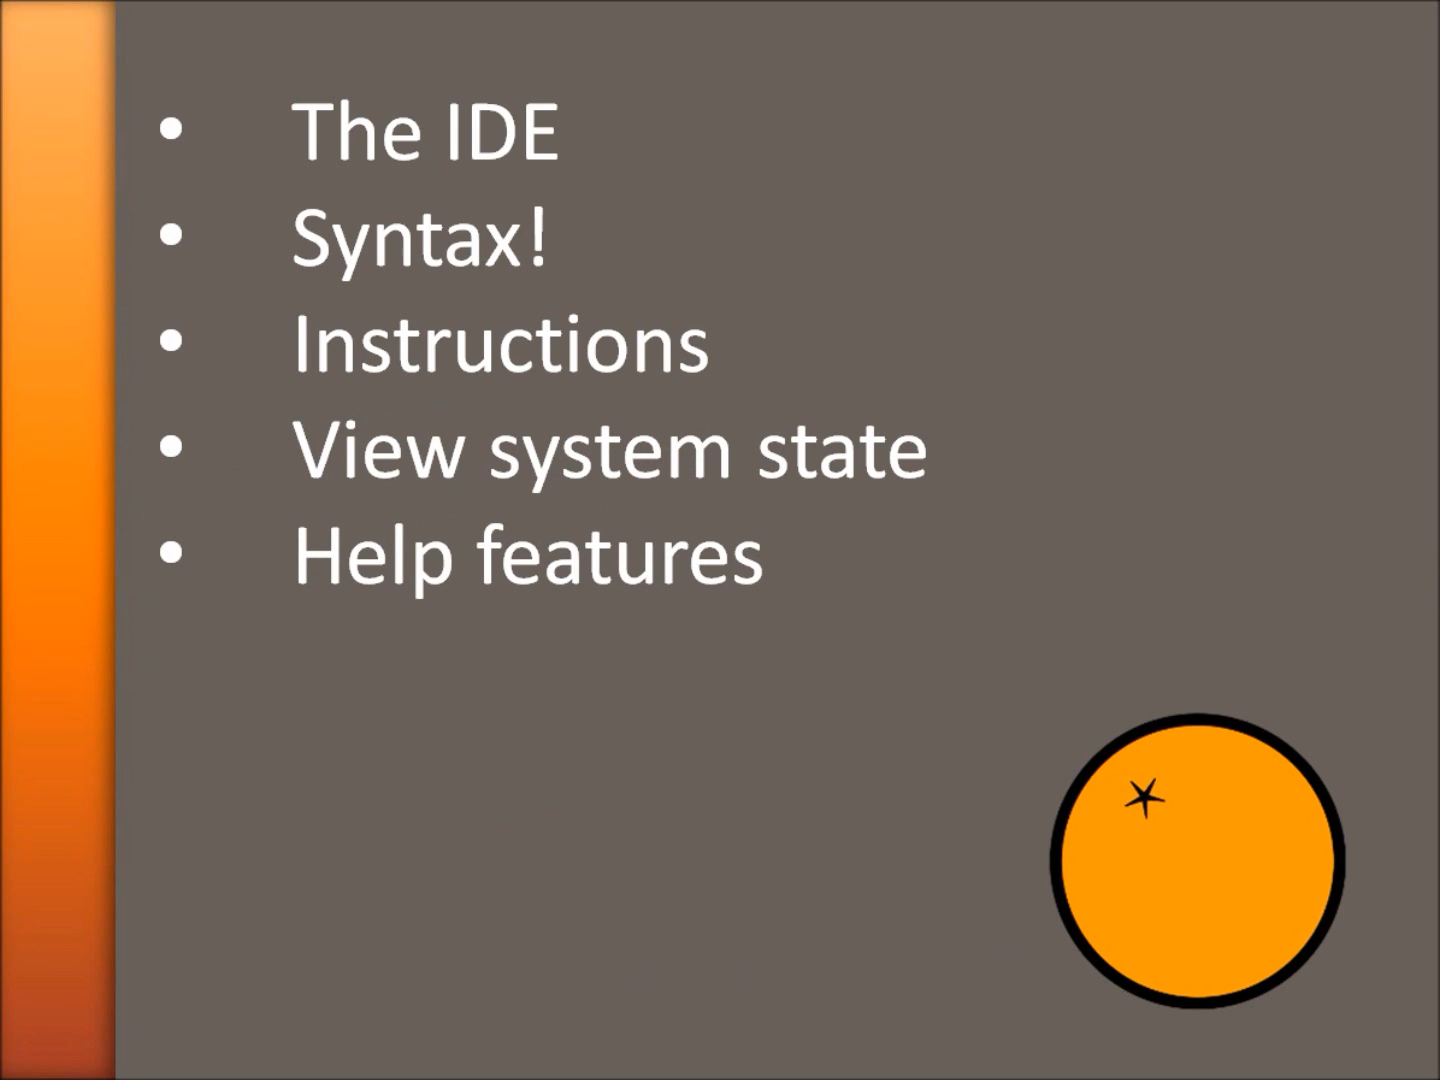 • The IDE
• Syntax!
• Instructions
• View system state
• Help features